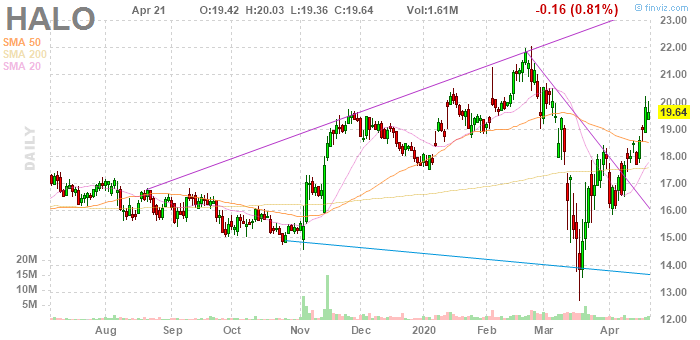 HALO
Apr 21
O:19.42 H:20.03 L:19.36 C:19.64 Vol:1.61M
-0.16 (0.81%)
© finviz.com
SMA 50
SMA 200
SMA 20
DAILY
23.00
22.00
21.00
20.00
19.64
19.00
18.00
17.00
16.00
15.00
14.00
13.00
12.00
20M
15M
10M
5M
Aug Sep Oct Nov Dec 2020 Feb Mar Apr